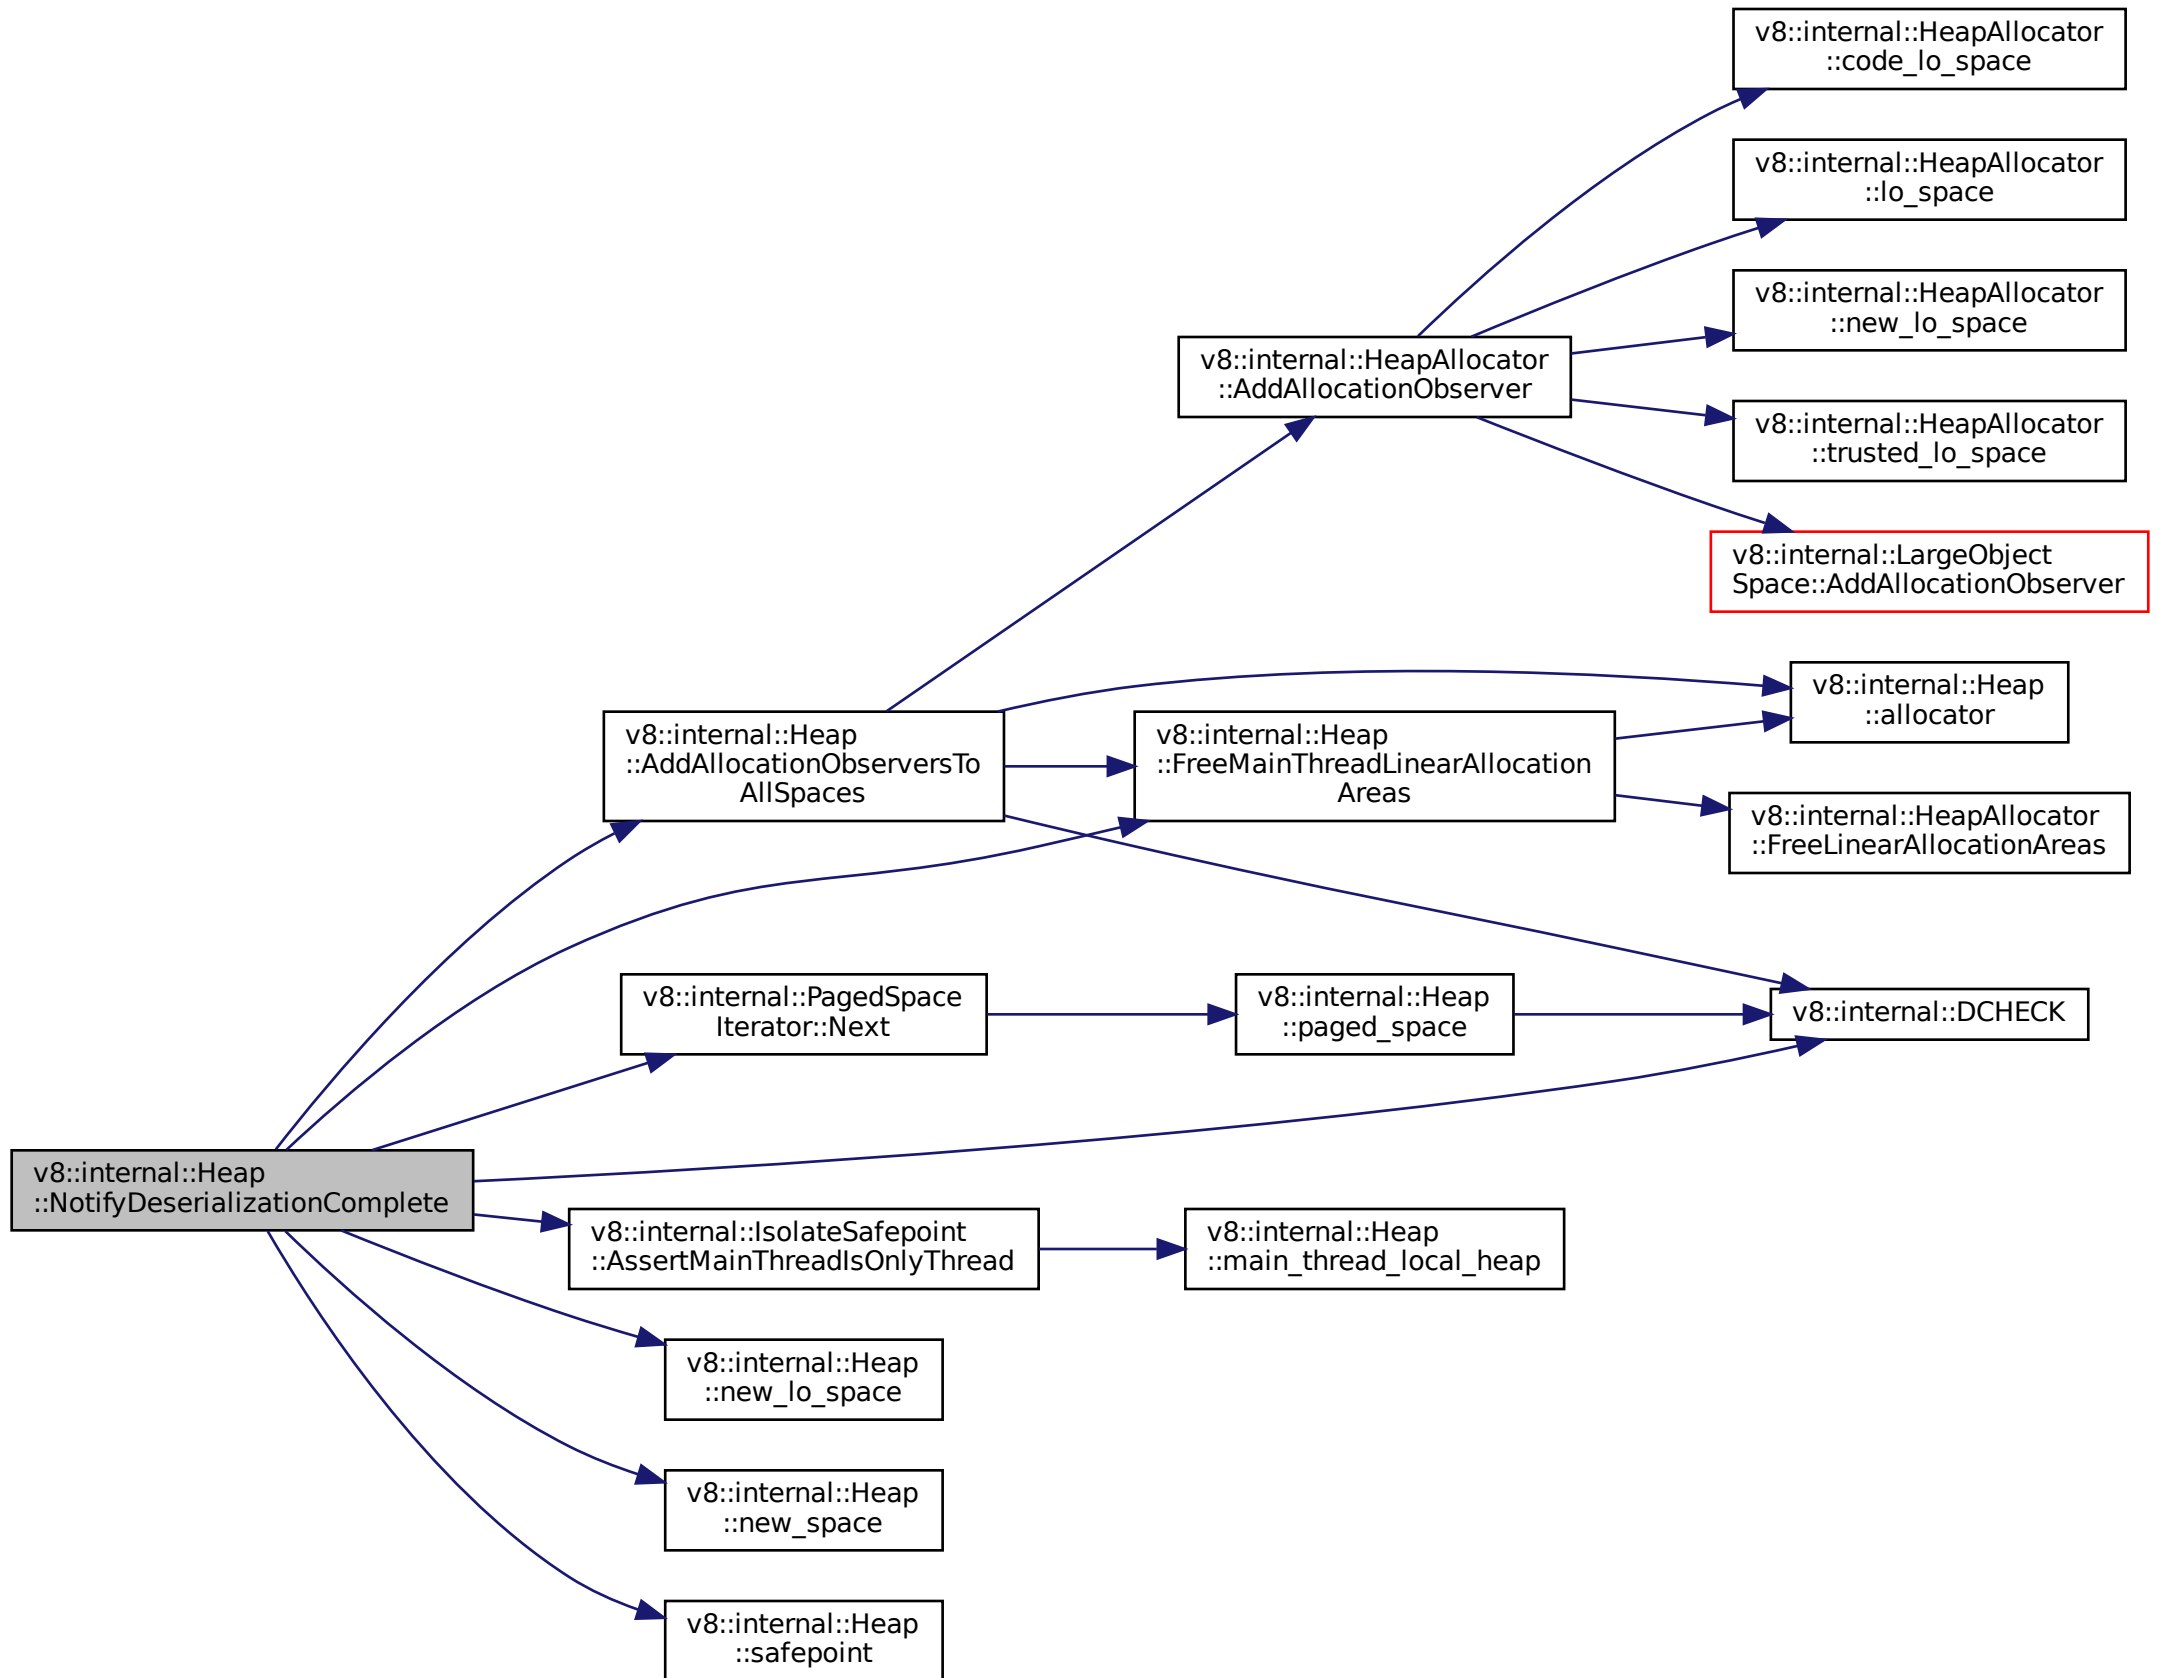 v8::internal::HeapAllocator
::code_lo_space
v8::internal::HeapAllocator
::lo_space
v8::internal::HeapAllocator
::new_lo_space
v8::internal::HeapAllocator
::AddAllocationObserver
v8::internal::HeapAllocator
::trusted_lo_space
v8::internal::LargeObject
Space::AddAllocationObserver
v8::internal::Heap
::allocator
v8::internal::Heap
::AddAllocationObserversTo
AllSpaces
v8::internal::Heap
::FreeMainThreadLinearAllocation
Areas
v8::internal::HeapAllocator
::FreeLinearAllocationAreas
v8::internal::PagedSpace
Iterator::Next
v8::internal::Heap
::paged_space
v8::internal::DCHECK
v8::internal::Heap
::NotifyDeserializationComplete
v8::internal::IsolateSafepoint
::AssertMainThreadIsOnlyThread
v8::internal::Heap
::main_thread_local_heap
v8::internal::Heap
::new_lo_space
v8::internal::Heap
::new_space
v8::internal::Heap
::safepoint